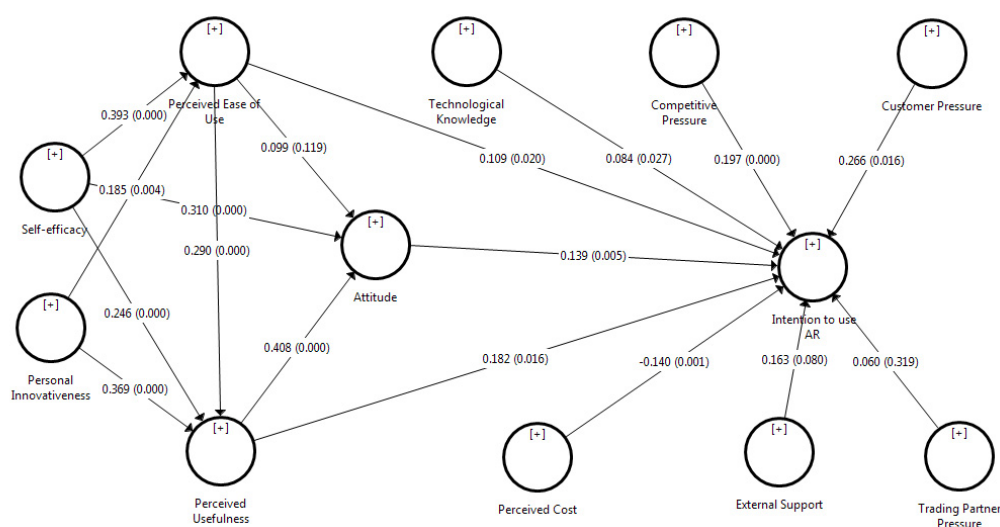 [+]
[+]
[+]
[+]
Perceived Ease of
Use
Technological
Knowledge
Competitive
Pressure
Customer Pressure
0.393 (0.000)
0.099 (0.119)
0.109 (0.020)
0.084 (0.027)
0.197 (0.000)
0.266 (0.016)
[+]
Self-efficacy
0.185 (0.004)
0.310 (0.000)
[+]
Attitude
0.290 (0.000)
0.139 (0.005)
[+]
Intention to use
AR
[+]
Personal
Innovativeness
0.246 (0.000)
0.369 (0.000)
0.408 (0.000)
0.182 (0.016)
-0.140 (0.001)
0.163 (0.080)
0.060 (0.319)
[+]
Perceived
Usefulness
[+]
Perceived Cost
[+]
External Support
[+]
Trading Partner
Pressure